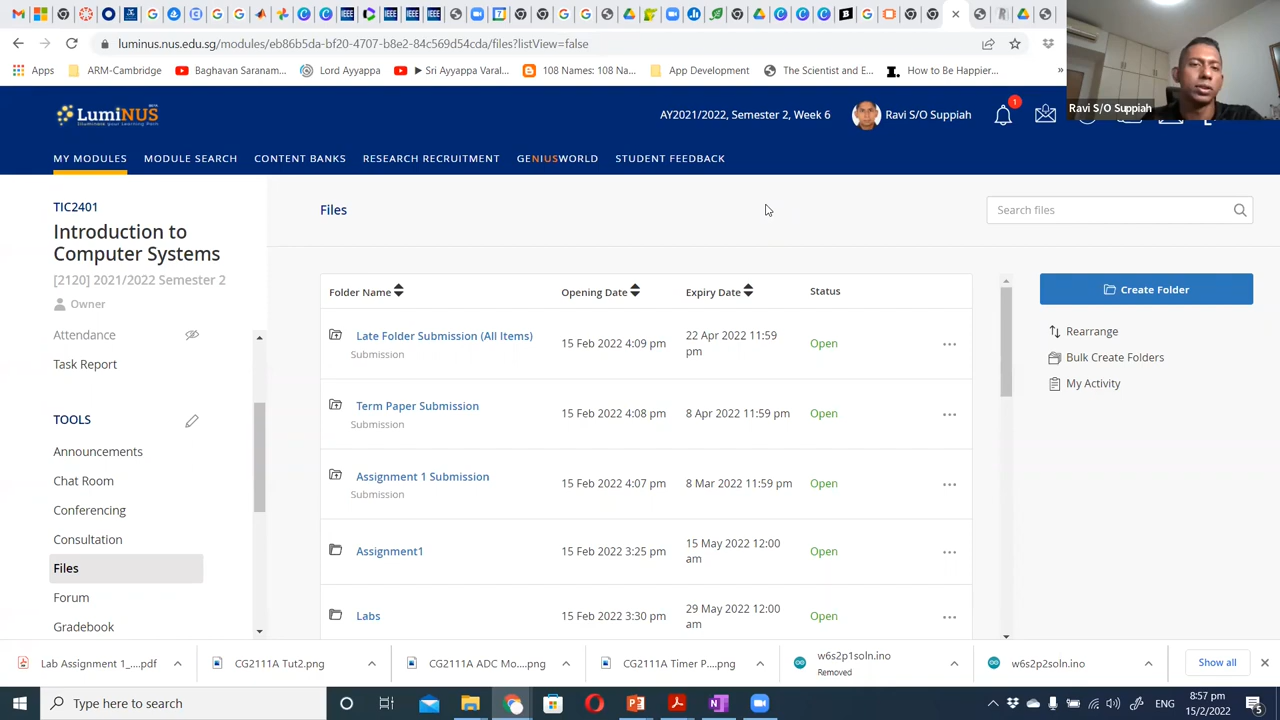 luminus.nus.edu.sg/modules/eb86b5da-bf20-4707-b8e2-84c569d54cda/files?listView=false
Apps
ARM-Cambridge
Baghavan Saranam...
Lord Ayyappa
Sri Ayyappa Varal...
108 Names: 108 Na...
App Development
The Scientist and E...
How to Be Happier...
»
Ravi S/O Suppiah
LumiNUS
BETA
AY2021/2022, Semester 2, Week 6
Ravi S/O Suppiah
1
MY MODULES
MODULE SEARCH
CONTENT BANKS
RESEARCH RECRUITMENT
GENIUSWORLD
STUDENT FEEDBACK
TIC2401
Introduction to
Computer Systems
[2120] 2021/2022 Semester 2
Owner
Attendance
Task Report
TOOLS
Announcements
Chat Room
Conferencing
Consultation
Files
Forum
Gradebook
Files
Search files
Folder Name
Opening Date
Expiry Date
Status
Late Folder Submission (All Items)
Submission
15 Feb 2022 4:09 pm
22 Apr 2022 11:59
pm
Open
Term Paper Submission
Submission
15 Feb 2022 4:08 pm
8 Apr 2022 11:59 pm
Open
Assignment 1 Submission
Submission
15 Feb 2022 4:07 pm
8 Mar 2022 11:59 pm
Open
Assignment1
15 Feb 2022 3:25 pm
15 May 2022 12:00
am
Open
Labs
15 Feb 2022 3:30 pm
29 May 2022 12:00
am
Open
Create Folder
Rearrange
Bulk Create Folders
My Activity
Lab Assignment 1_....pdf
CG2111A Tut2.png
CG2111A ADC Mo....png
CG2111A Timer P....png
w6s2p1soln.ino
Removed
w6s2p2soln.ino
Show all
Type here to search
ENG
8:57 pm
15/2/2022
5